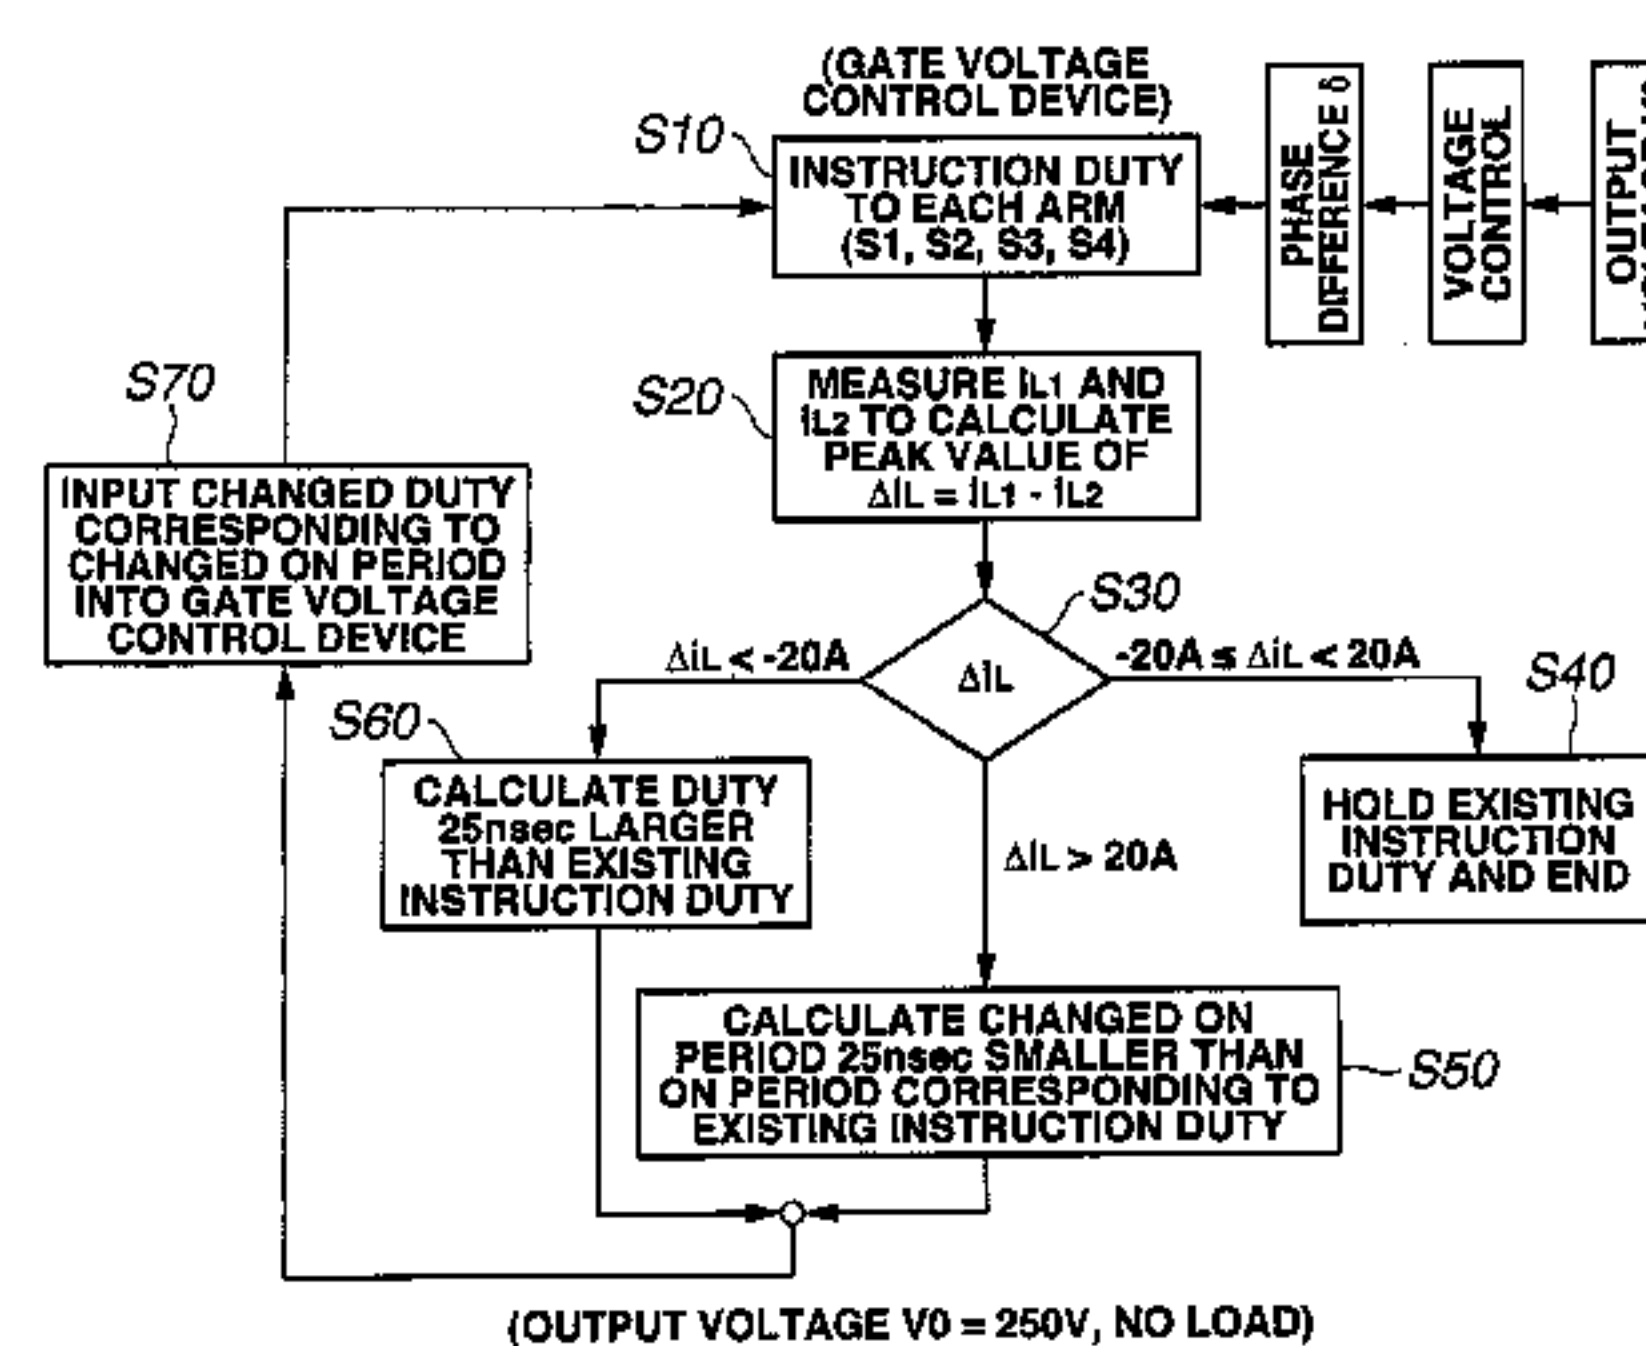 (GATE VOLTAGE
CONTROL DEVICE)
S10
INSTRUCTION DUTY
TO EACH ARM
(S1, S2, S3, S4)
PHASE
DIFFERENCE δ
VOLTAGE
CONTROL
OUTPUT
S20
MEASURE iL1 AND
iL2 TO CALCULATE
PEAK VALUE OF
ΔiL = iL1 - iL2
S70
INPUT CHANGED DUTY
CORRESPONDING TO
CHANGED ON PERIOD
INTO GATE VOLTAGE
CONTROL DEVICE
S30
ΔiL < -20A
ΔiL
-20A ≤ ΔiL < 20A
S40
HOLD EXISTING
INSTRUCTION
DUTY AND END
S60
CALCULATE DUTY
25nsec LARGER
THAN EXISTING
INSTRUCTION DUTY
ΔiL > 20A
CALCULATE CHANGED ON
PERIOD 25nsec SMALLER THAN
ON PERIOD CORRESPONDING TO
EXISTING INSTRUCTION DUTY
S50
(OUTPUT VOLTAGE V0 = 250V, NO LOAD)